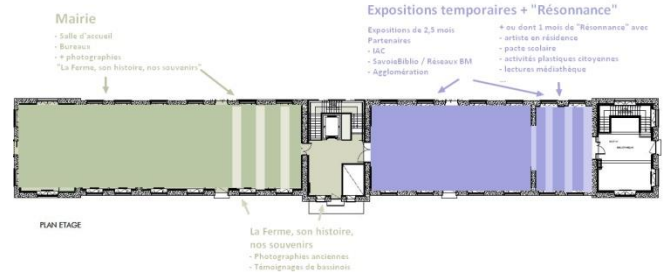 Mairie
- Salle d'accueil
- Bureaux
- + photographies
"La Ferme, son histoire, nos souvenirs"
Expositions temporaires + "Résonnance"
Expositions de 2,5 mois
Partenaires
- IAC
- SavoieBiblio / Réseaux BM
- Agglomération
+ ou dont 1 mois de "Résonnance" avec
- artiste en résidence
- pacte scolaire
- activités plastiques citoyennes
- lectures médiathèque
...
PLAN ETAGE
La Ferme, son histoire,
nos souvenirs
- Photographies anciennes
- Témoignages de bassinois